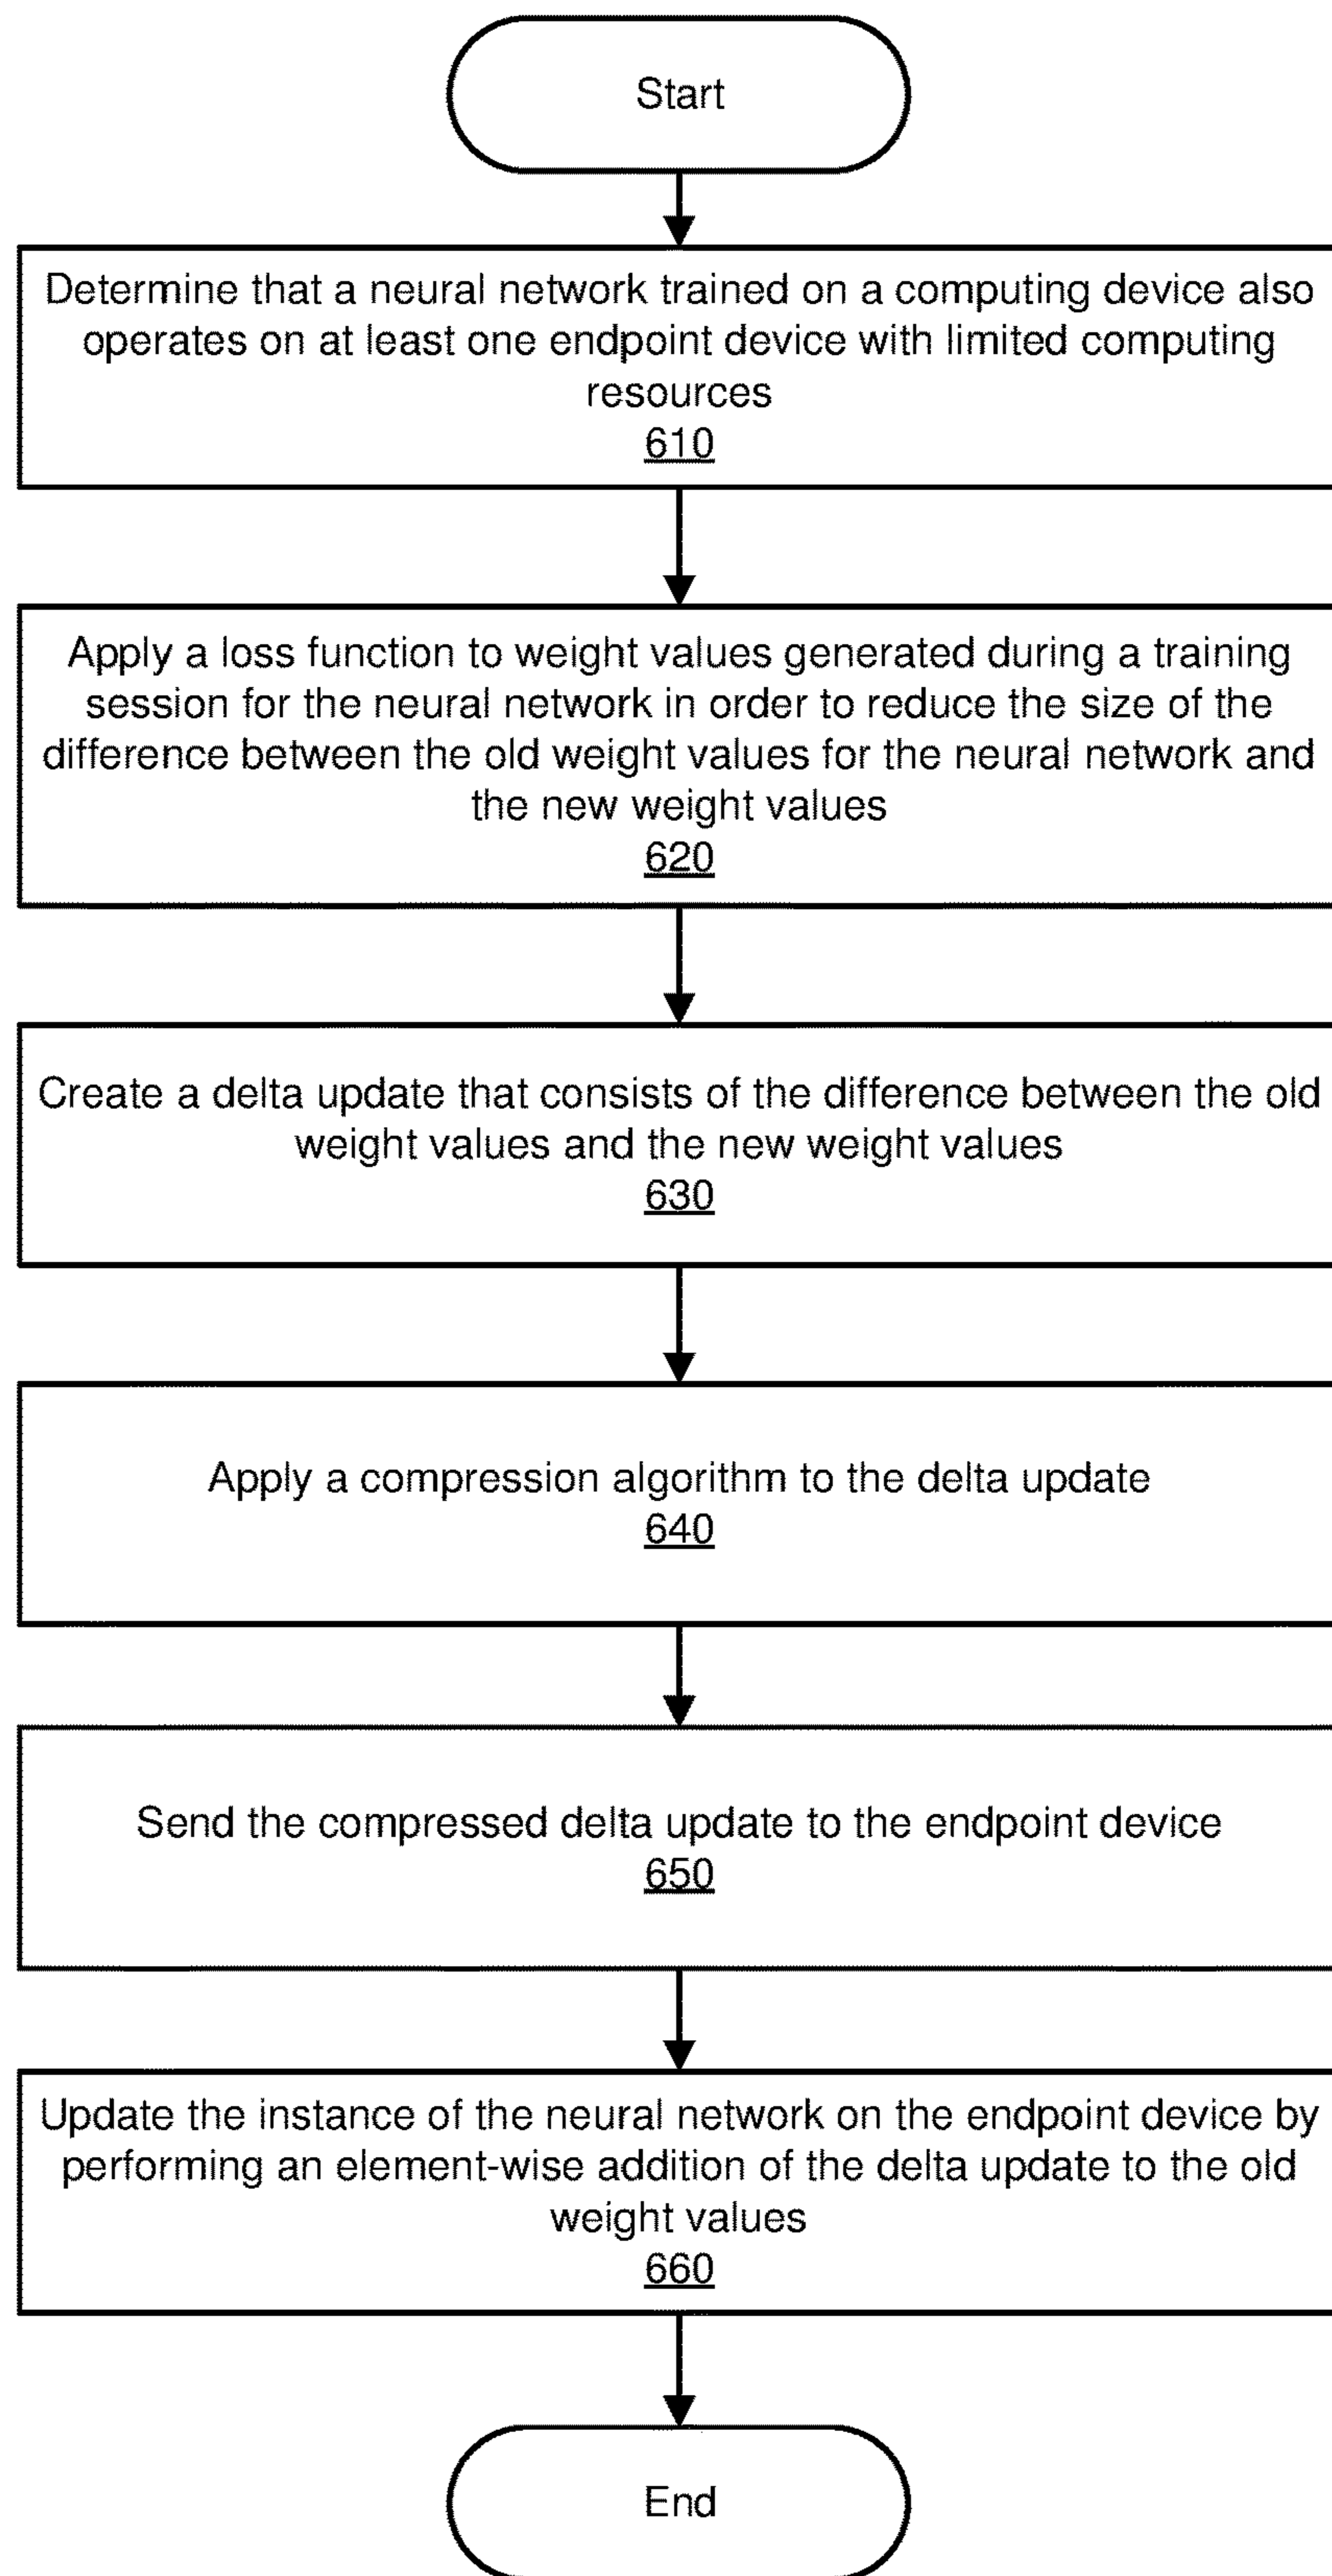 Start
Determine that a neural network trained on a computing device also
operates on at least one endpoint device with limited computing
resources
610
Apply a loss function to weight values generated during a training
session for the neural network in order to reduce the size of the
difference between the old weight values for the neural network and
the new weight values
620
Create a delta update that consists of the difference between the old
weight values and the new weight values
630
Apply a compression algorithm to the delta update
640
Send the compressed delta update to the endpoint device
650
Update the instance of the neural network on the endpoint device by
performing an element-wise addition of the delta update to the old
weight values
660
End